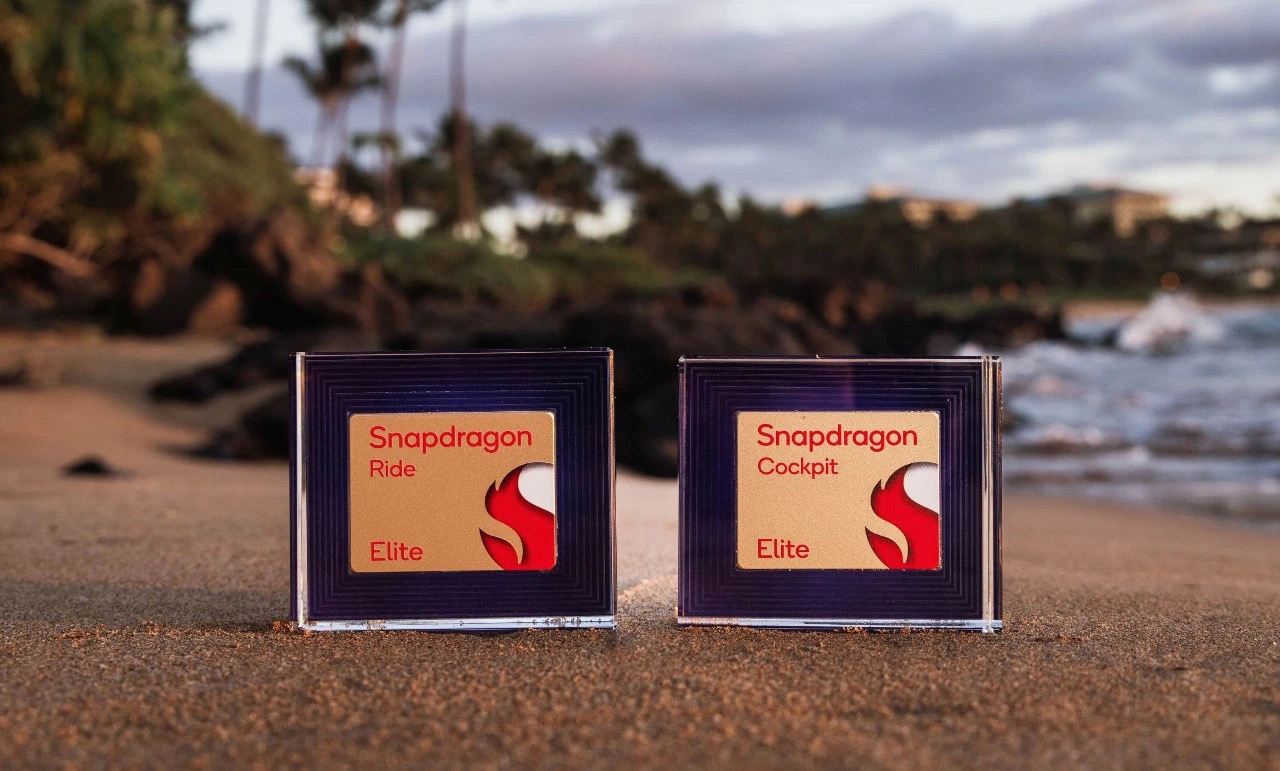 Snapdragon
Ride
Elite
Snapdragon
Cockpit
Elite